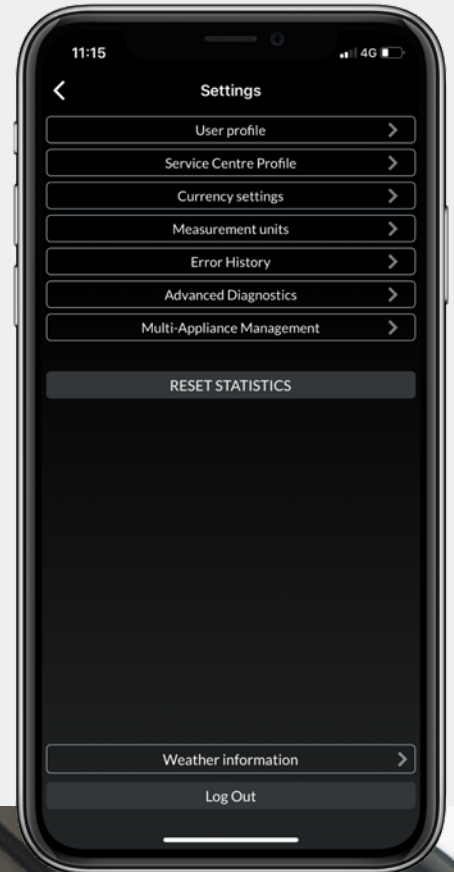 11:15
4G
Settings
User profile
Service Centre Profile
Currency settings
Measurement units
Error History
Advanced Diagnostics
Multi-Appliance Management
RESET STATISTICS
Weather information
Log Out